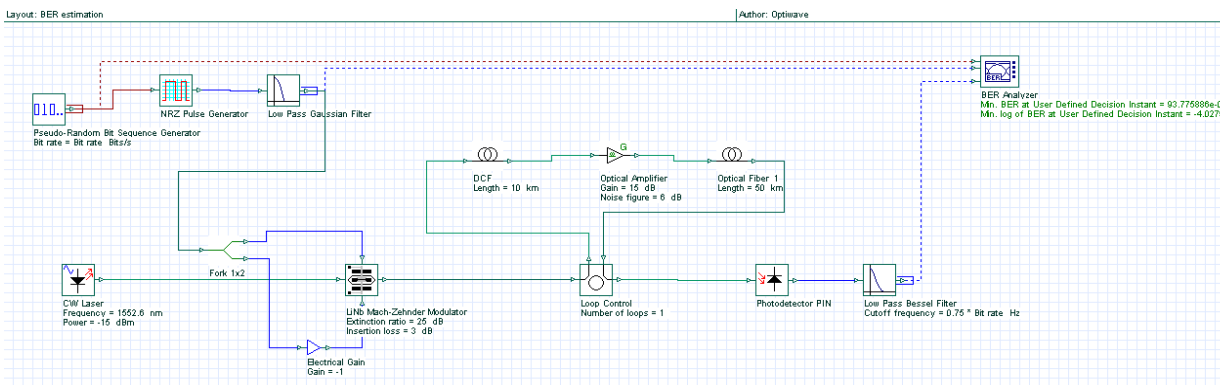 Layout: BER estimation
Author: Optiwave
010..
NRZ Pulse Generator
Low Pass Gaussian Filter
BER
BER Analyzer
Min. BER at User Defined Decision Instant = 93.775886e-0
Min. log of BER at User Defined Decision Instant = -4.027
Pseudo-Random Bit Sequence Generator
Bit rate = Bit rate Bits/s
G
DCF
Length = 10 km
Optical Amplifier
Gain = 15 dB
Noise figure = 6 dB
Optical Fiber 1
Length = 50 km
Fork 1x2
CW Laser
Frequency = 1552.6 nm
Power = -15 dBm
LiNb Mach-Zehnder Modulator
Extinction ratio = 25 dB
Insertion loss = 3 dB
Loop Control
Number of loops = 1
Photodetector PIN
Low Pass Bessel Filter
Cutoff frequency = 0.75 * Bit rate Hz
Electrical Gain
Gain = -1